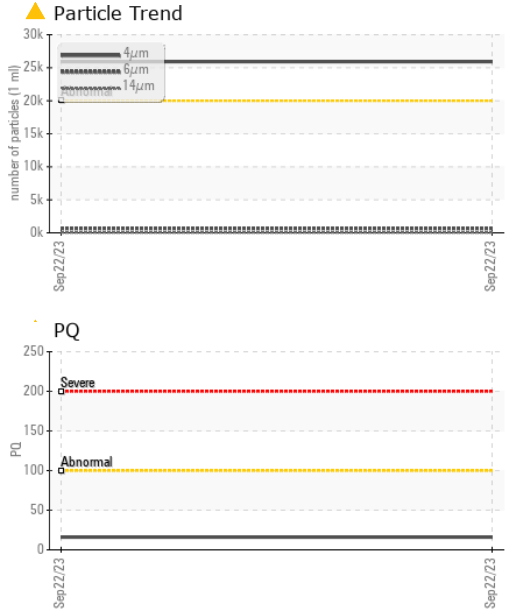 Particle Trend
30k
25k
20k
15k
10k
5k
0k
number of particles (1 ml)
4μm
6μm
14μm
Abnormal
Sep22/23
Sep22/23
PQ
250
200
150
100
50
0
PQ
Severe
Abnormal
Sep22/23
Sep22/23